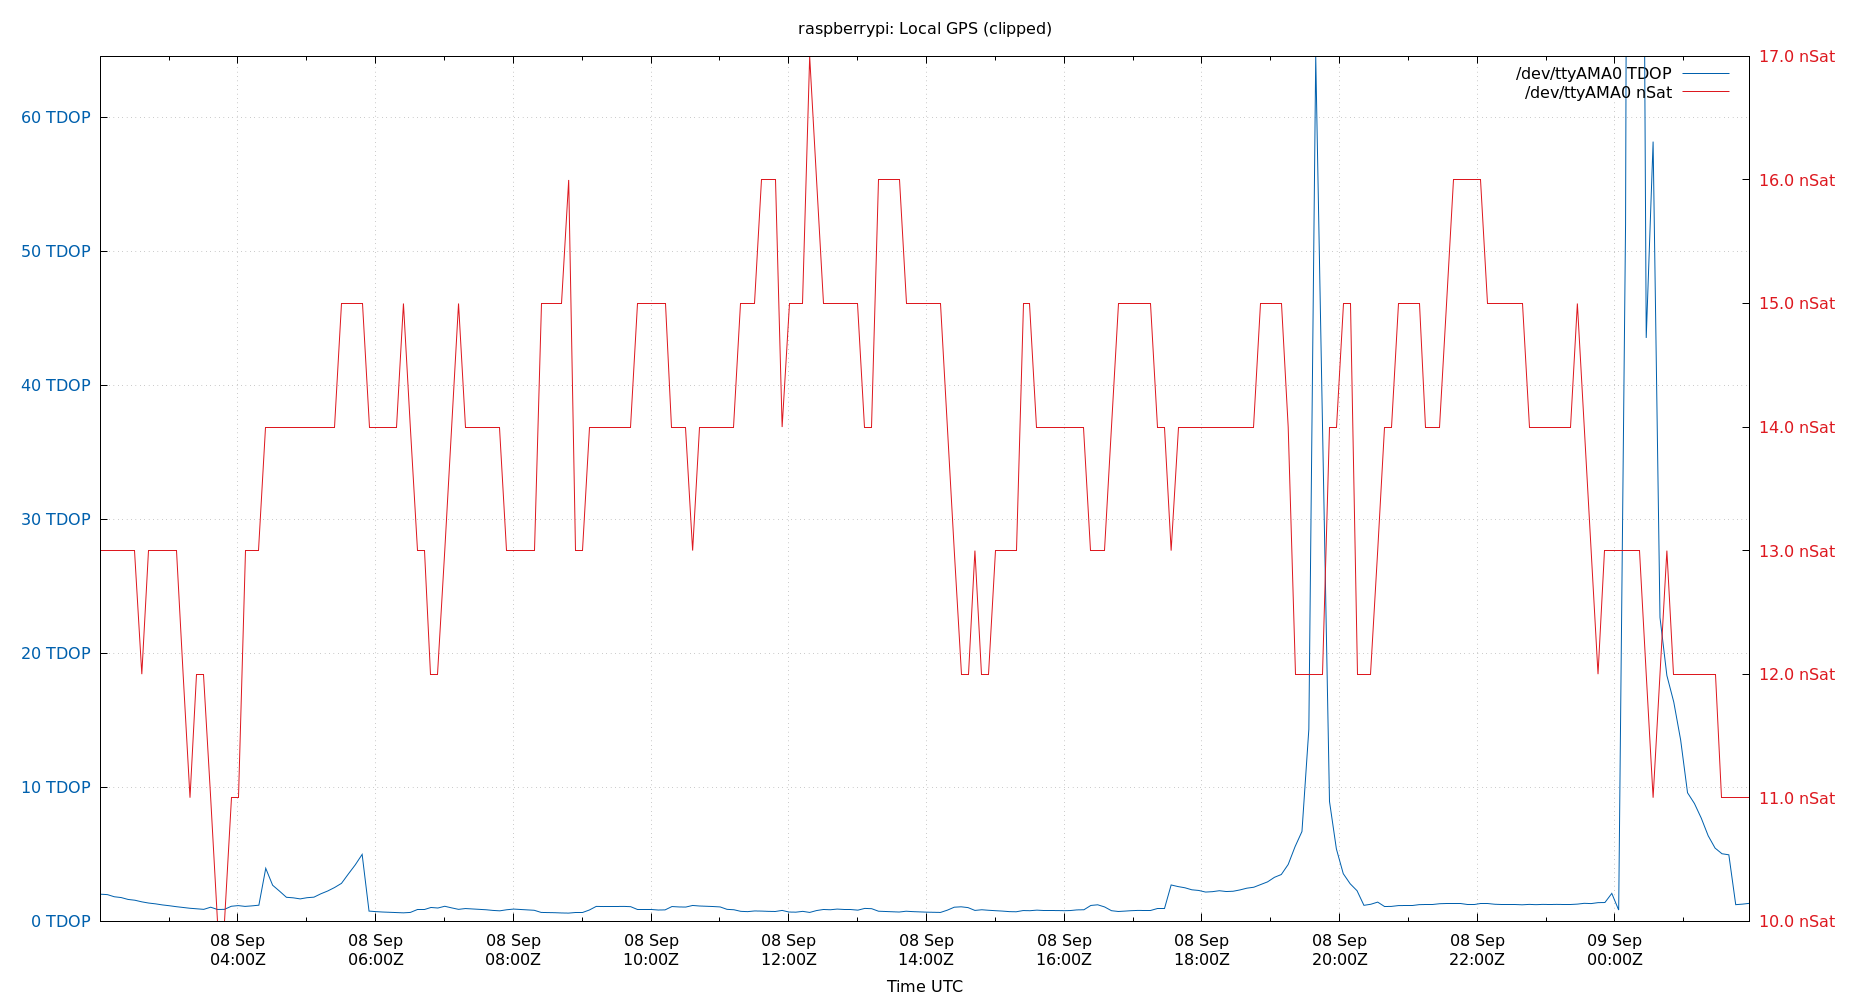 raspberrypi: Local GPS (clipped)
/dev/ttyAMA0 TDOP
/dev/ttyAMA0 nSat
60 TDOP
50 TDOP
40 TDOP
30 TDOP
20 TDOP
10 TDOP
0 TDOP
17.0 nSat
16.0 nSat
15.0 nSat
14.0 nSat
13.0 nSat
12.0 nSat
11.0 nSat
10.0 nSat
08 Sep
04:00Z
08 Sep
06:00Z
08 Sep
08:00Z
08 Sep
10:00Z
08 Sep
12:00Z
08 Sep
14:00Z
08 Sep
16:00Z
08 Sep
18:00Z
08 Sep
20:00Z
08 Sep
22:00Z
09 Sep
00:00Z
Time UTC